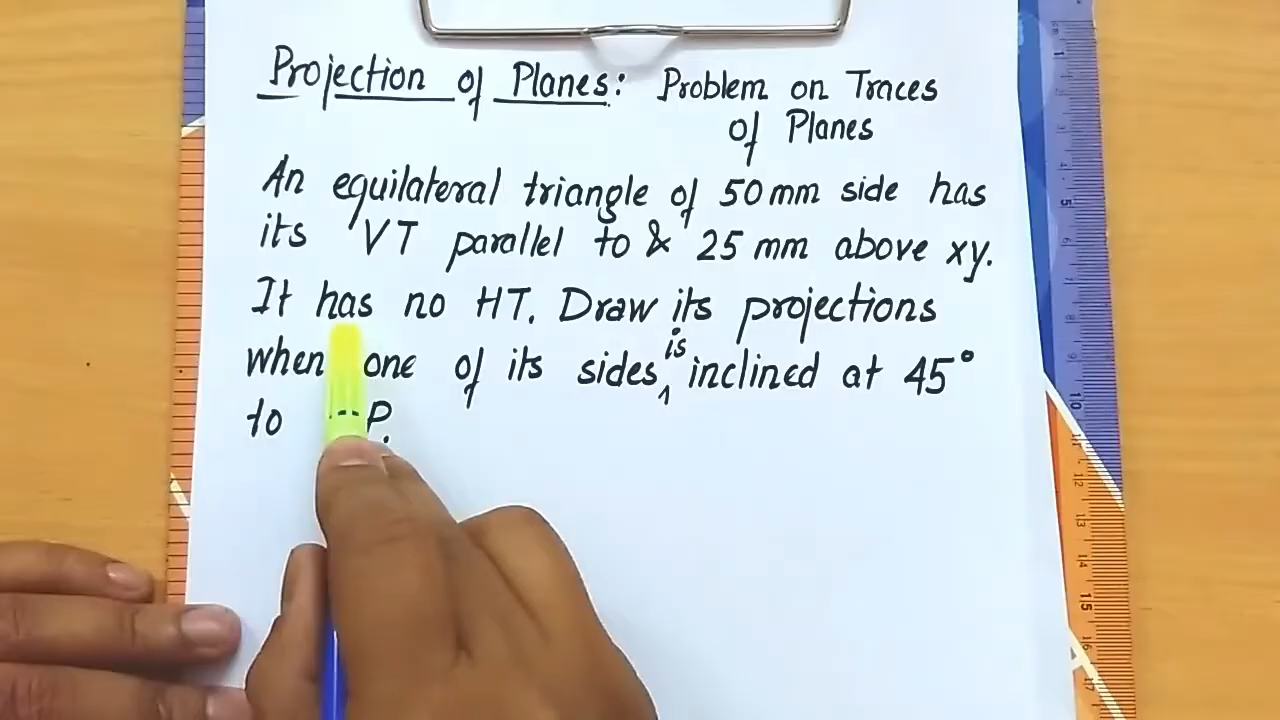 Projection of Planes: Problem on Traces
of Planes
An equilateral triangle of 50 mm side has
its VT parallel to & 25 mm above xy.
It has no HT. Draw its projections
when one of its sides is inclined at 45°
to P.